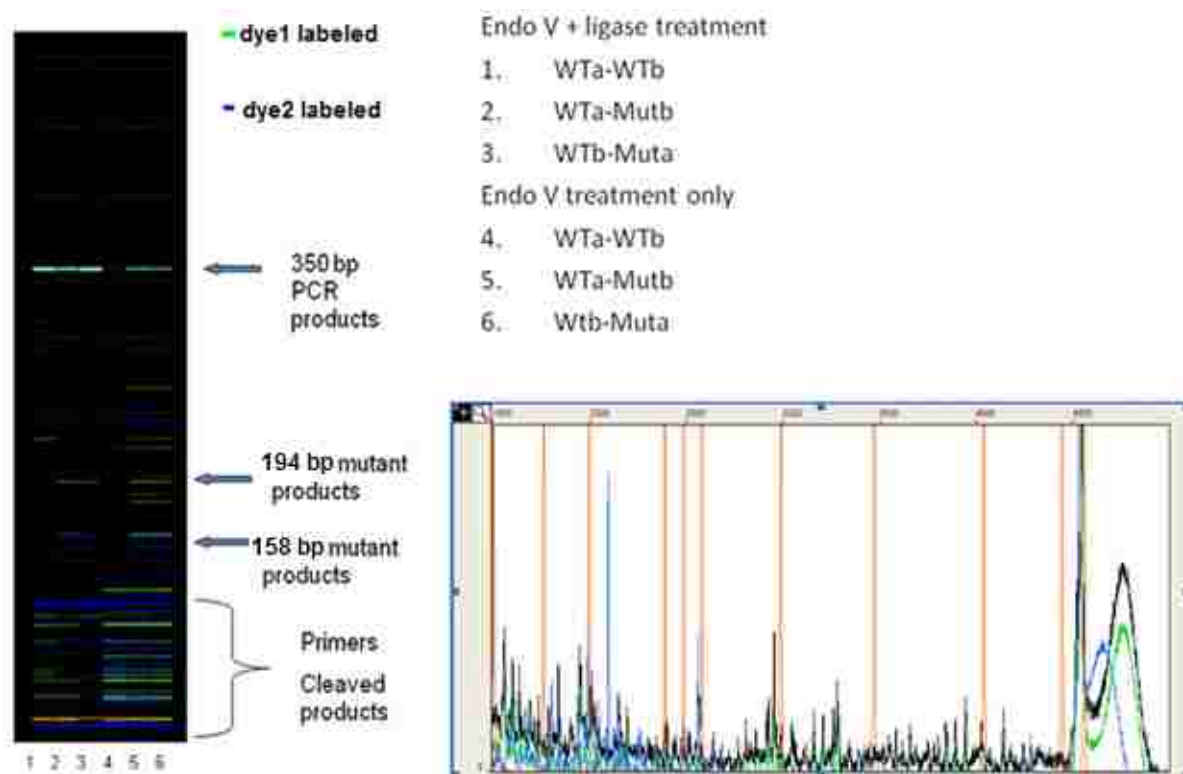 dye1 labeled
dye2 labeled
Endo V + ligase treatment
1. WTa-WTb
2. WTa-Mutb
3. WTb-Muta
Endo V treatment only
4. WTa-WTb
5. WTa-Mutb
6. Wtb-Muta
350 bp
PCR
products
194 bp mutant
products
158 bp mutant
products
Primers
Cleaved
products
1 2 3 4 5 6